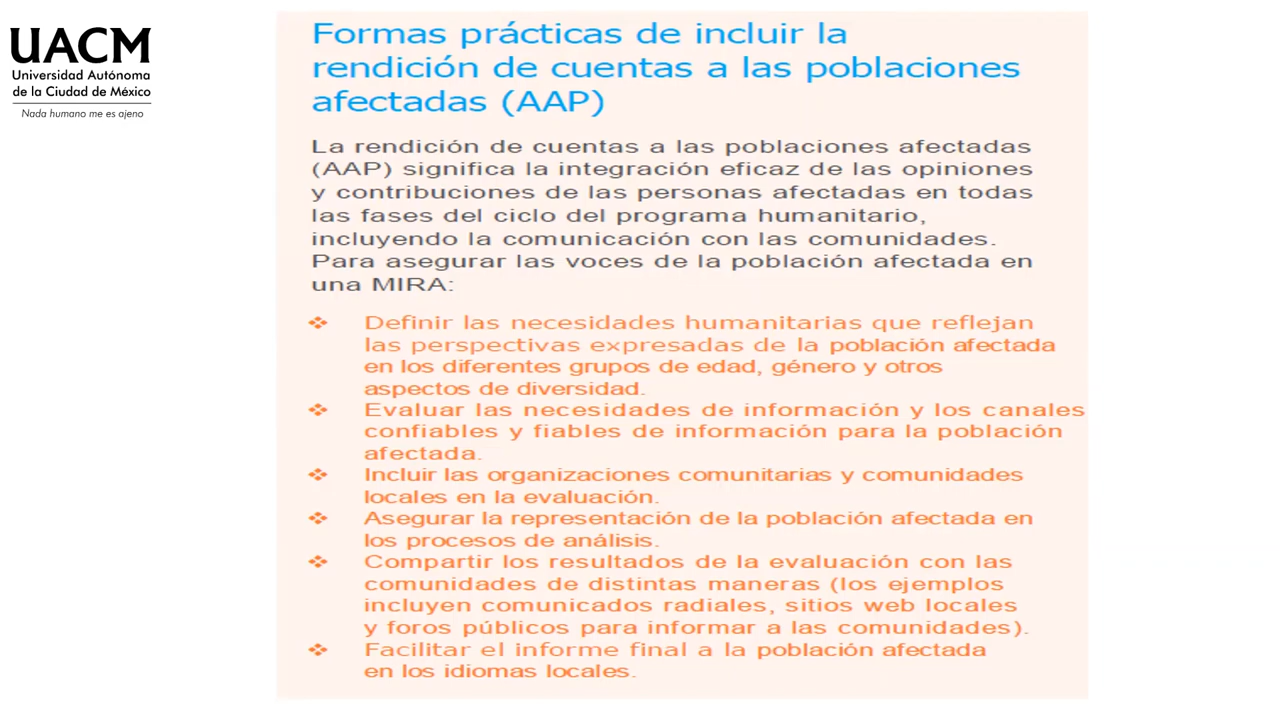 UACM
Universidad Autónoma
de la Ciudad de México
Nada humano me es ajeno
Formas prácticas de incluir la
rendición de cuentas a las poblaciones
afectadas (AAP)
La rendición de cuentas a las poblaciones afectadas
(AAP) significa la integración eficaz de las opiniones
y contribuciones de las personas afectadas en todas
las fases del ciclo del programa humanitario,
incluyendo la comunicación con las comunidades.
Para asegurar las voces de la población afectada en
una MIRA:
❖ Definir las necesidades humanitarias que reflejan
las perspectivas expresadas de la población afectada
en los diferentes grupos de edad, género y otros
aspectos de diversidad.
❖ Evaluar las necesidades de información y los canales
confiables y fiables de información para la población
afectada.
❖ Incluir las organizaciones comunitarias y comunidades
locales en la evaluación.
❖ Asegurar la representación de la población afectada en
los procesos de análisis.
❖ Compartir los resultados de la evaluación con las
comunidades de distintas maneras (los ejemplos
incluyen comunicados radiales, sitios web locales
y foros públicos para informar a las comunidades).
❖ Facilitar el informe final a la población afectada
en los idiomas locales.